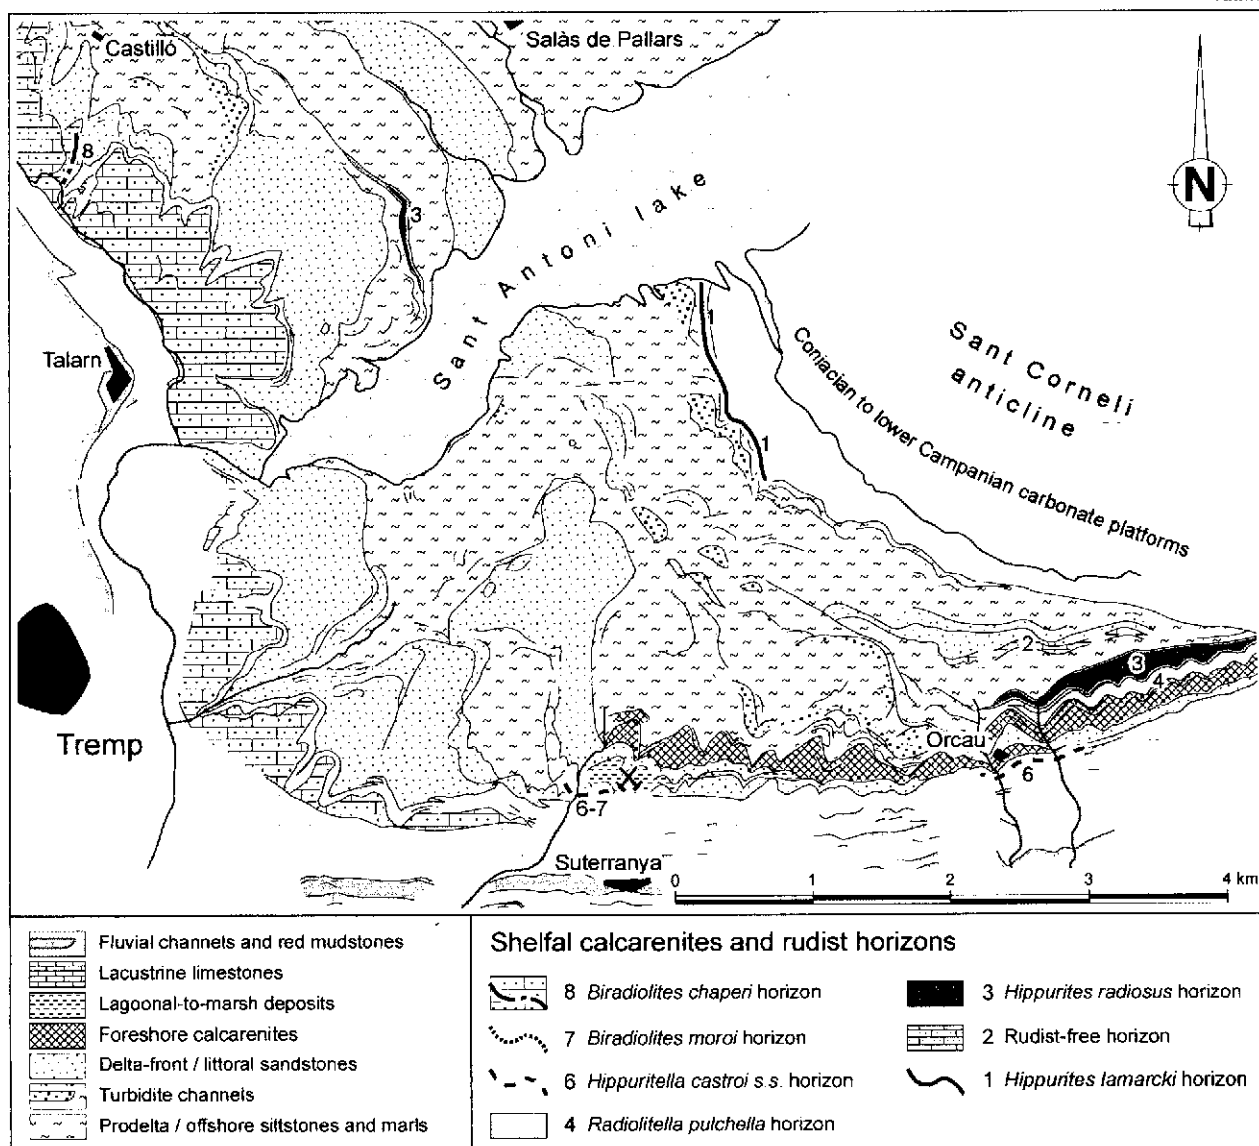 Castilló
Salàs de Pallars
8
3
N
Sant Antoni lake
1
Sant Corneli
anticline
Talarn
Coniacian to lower Campanian carbonate platforms
1
2
3
4
Tremp
Orcau
6
6-7
Suterranya
0 1 2 3 4 km
Fluvial channels and red mudstones
Lacustrine limestones
Lagoonal-to-marsh deposits
Foreshore calcarenites
Delta-front / littoral sandstones
Turbidite channels
Prodelta / offshore siltstones and marls
Shelfal calcarenites and rudist horizons
8 Biradiolites chaperi horizon
7 Biradiolites moroi horizon
6 Hippuritella castroi s.s. horizon
4 Radiolitella pulchella horizon
3 Hippurites radiosus horizon
2 Rudist-free horizon
1 Hippurites lamarcki horizon